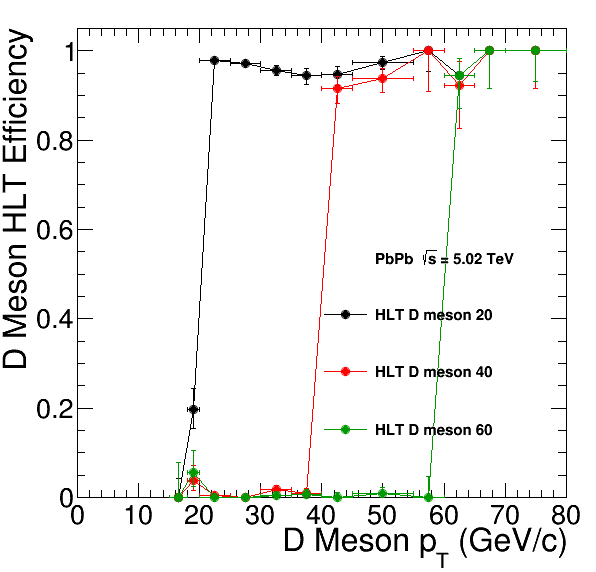 D Meson HLT Efficiency
1
0.8
0.6
0.4
0.2
0
PbPb √s = 5.02 TeV
HLT D meson 20
HLT D meson 40
HLT D meson 60
0 10 20 30 40 50 60 70 80
D Meson p_T (GeV/c)